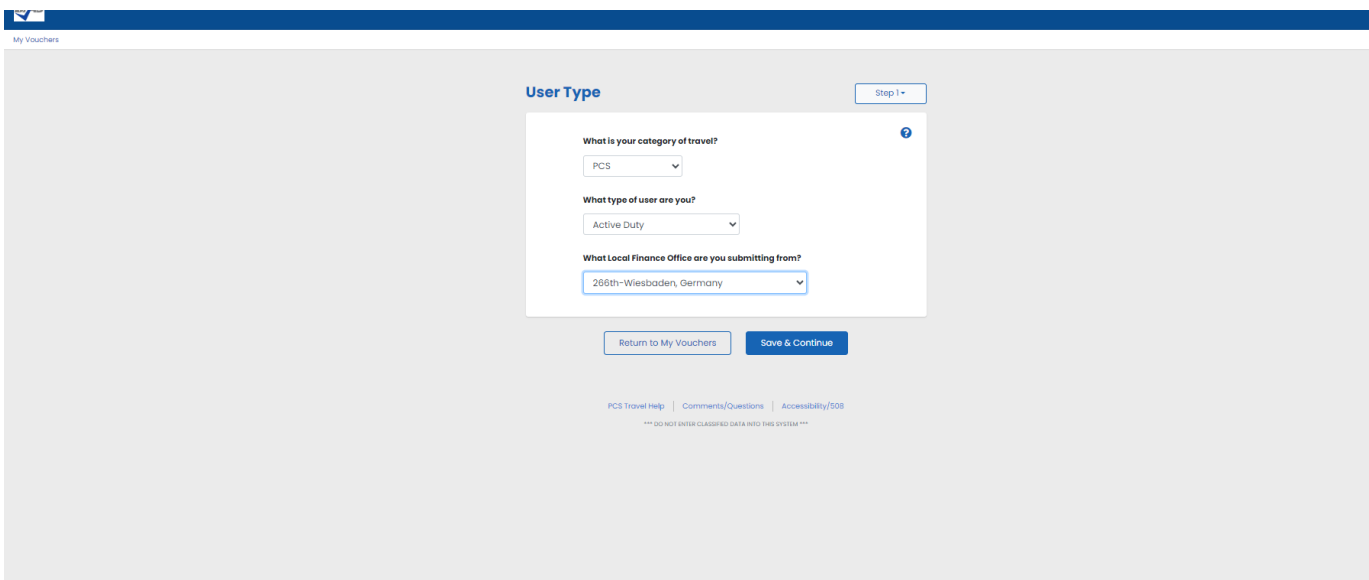 My Vouchers
User Type
Step 1
What is your category of travel?
PCS
What type of user are you?
Active Duty
What Local Finance Office are you submitting from?
266th-Wiesbaden, Germany
Return to My Vouchers
Save & Continue
PCS Travel Help
Comments/Questions
Accessibility/508
*** DO NOT ENTER CLASSIFIED DATA INTO THIS SYSTEM ***